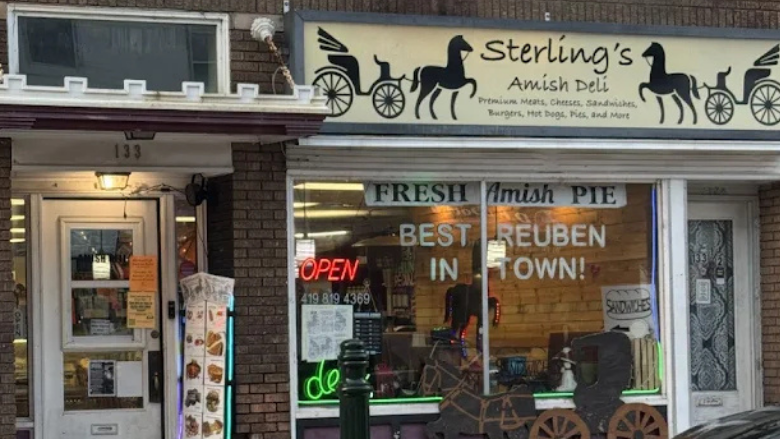 Sterling's
Amish Deli
Premium Meats, Cheeses, Sandwiches,
Burgers, Hot Dogs, Pies, and More
133
FRESH Amish PIE
BEST REUBEN
IN TOWN!
OPEN
419 819 4369
SANDWICHES
de